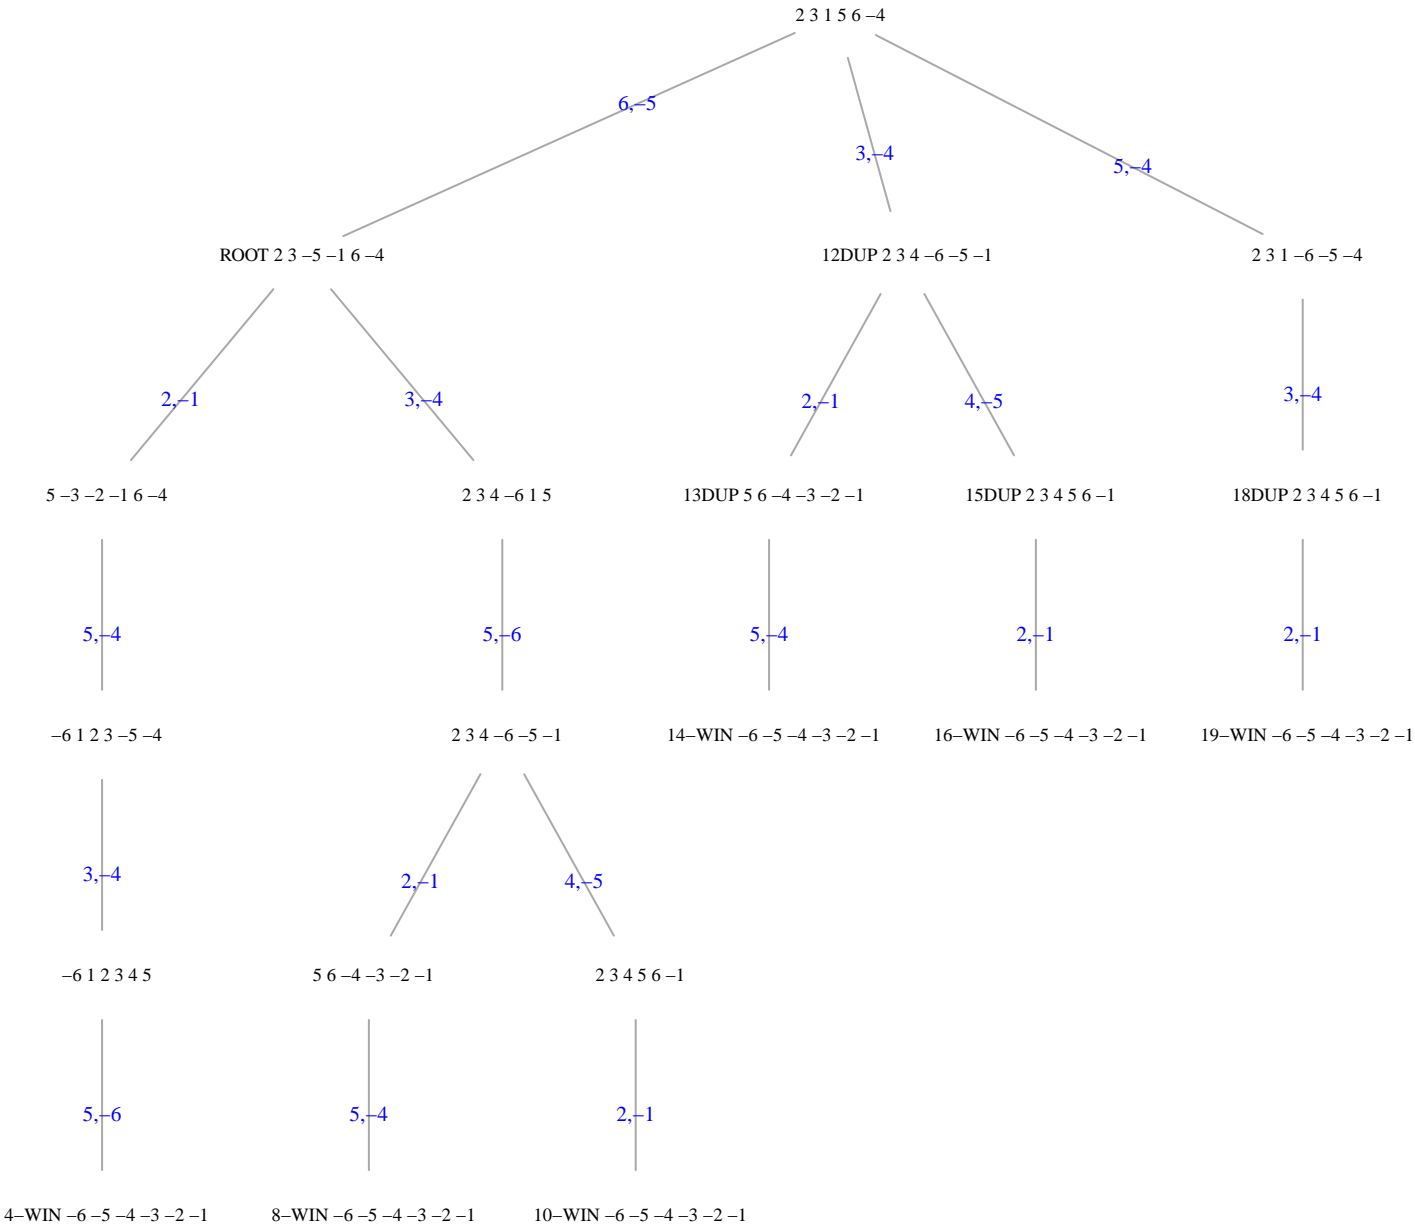 2 3 1 5 6 –4
6,–5
3,–4
5,–4
ROOT 2 3 –5 –1 6 –4
12DUP 2 3 4 –6 –5 –1
2 3 1 –6 –5 –4
2,–1
3,–4
2,–1
4,–5
3,–4
5 –3 –2 –1 6 –4
2 3 4 –6 1 5
13DUP 5 6 –4 –3 –2 –1
15DUP 2 3 4 5 6 –1
18DUP 2 3 4 5 6 –1
5,–4
5,–6
5,–4
2,–1
2,–1
–6 1 2 3 –5 –4
2 3 4 –6 –5 –1
14–WIN –6 –5 –4 –3 –2 –1
16–WIN –6 –5 –4 –3 –2 –1
19–WIN –6 –5 –4 –3 –2 –1
3,–4
2,–1
4,–5
–6 1 2 3 4 5
5 6 –4 –3 –2 –1
2 3 4 5 6 –1
5,–6
5,–4
2,–1
4–WIN –6 –5 –4 –3 –2 –1
8–WIN –6 –5 –4 –3 –2 –1
10–WIN –6 –5 –4 –3 –2 –1